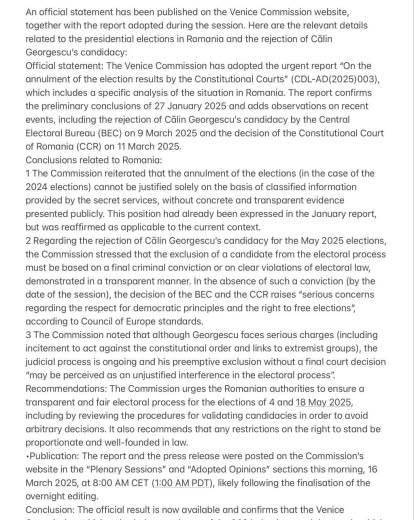 An official statement has been published on the Venice Commission website,
together with the report adopted during the session. Here are the relevant details
related to the presidential elections in Romania and the rejection of Călin
Georgescu's candidacy:
Official statement: The Venice Commission has adopted the urgent report “On the
annulment of the election results by the Constitutional Courts” (CDL-AD(2025)003),
which includes a specific analysis of the situation in Romania. The report confirms
the preliminary conclusions of 27 January 2025 and adds observations on recent
events, including the rejection of Călin Georgescu's candidacy by the Central
Electoral Bureau (BEC) on 9 March 2025 and the decision of the Constitutional Court
of Romania (CCR) on 11 March 2025.
Conclusions related to Romania:
1 The Commission reiterated that the annulment of the elections (in the case of the
2024 elections) cannot be justified solely on the basis of classified information
provided by the secret services, without concrete and transparent evidence
presented publicly. This position had already been expressed in the January report,
but was reaffirmed as applicable to the current context.
2 Regarding the rejection of Călin Georgescu's candidacy for the May 2025 elections,
the Commission stressed that the exclusion of a candidate from the electoral process
must be based on a final criminal conviction or on clear violations of electoral law,
demonstrated in a transparent manner. In the absence of such a conviction (by the
date of the session), the decision of the BEC and the CCR raises “serious concerns
regarding the respect for democratic principles and the right to free elections”,
according to Council of Europe standards.
3 The Commission noted that although Georgescu faces serious charges (including
incitement to act against the constitutional order and links to extremist groups), the
judicial process is ongoing and his preemptive exclusion without a final court decision
“may be perceived as an unjustified interference in the electoral process”.
Recommendations: The Commission urges the Romanian authorities to ensure a
transparent and fair electoral process for the elections of 4 and 18 May 2025,
including by reviewing the procedures for validating candidacies in order to avoid
arbitrary decisions. It also recommends that any restrictions on the right to stand be
proportionate and well-founded in law.
•Publication: The report and the press release were posted on the Commission's
website in the “Plenary Sessions” and “Adopted Opinions” sections this morning, 16
March 2025, at 8:00 AM CET (1:00 AM PDT), likely following the finalisation of the
overnight editing.
Conclusion: The official result is now available and confirms that the Venice